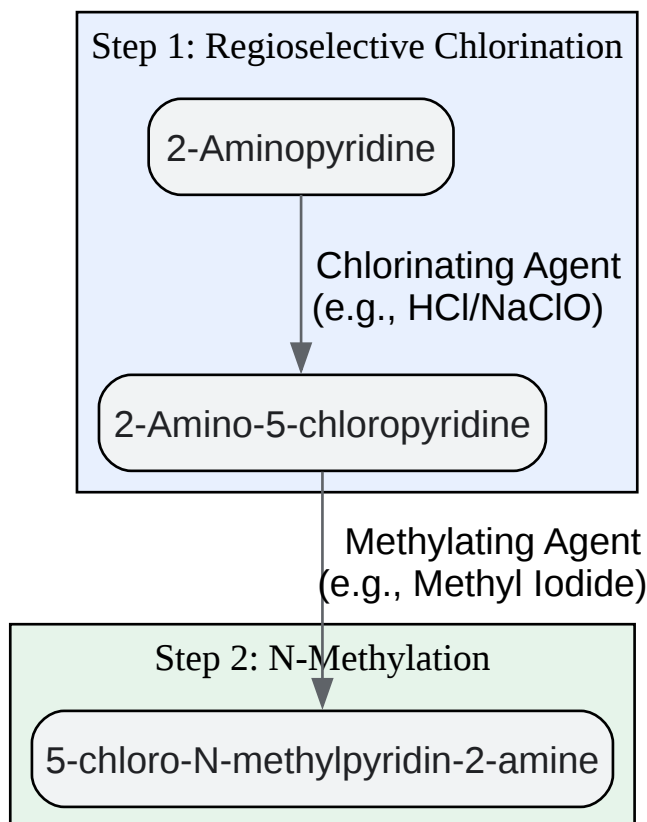 Step 1: Regioselective Chlorination
2-Aminopyridine
Chlorinating Agent
(e.g., HCl/NaClO)
2-Amino-5-chloropyridine
Methylating Agent
(e.g., Methyl Iodide)
Step 2: N-Methylation
5-chloro-N-methylpyridin-2-amine